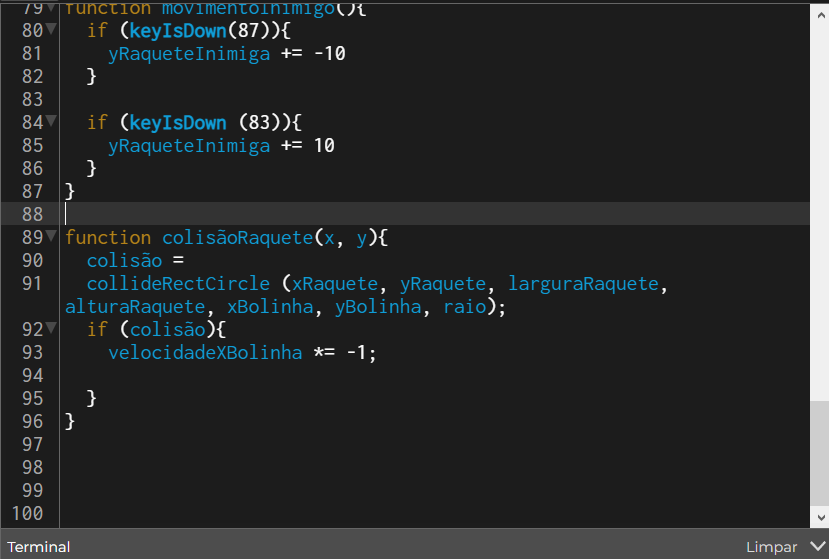 79 function movimentoInimigo(){
80 if (keyIsDown(87)){
81 yRaqueteInimiga += -10
82 }
83
84 if (keyIsDown (83)){
85 yRaqueteInimiga += 10
86 }
87 }
88
89 function colisãoRaquete(x, y){
90 colisão =
91 collideRectCircle (xRaquete, yRaquete, larguraRaquete,
alturaRaquete, xBolinha, yBolinha, raio);
92 if (colisão){
93 velocidadeXBolinha *= -1;
94
95 }
96 }
97
98
99
100
Terminal Limpar